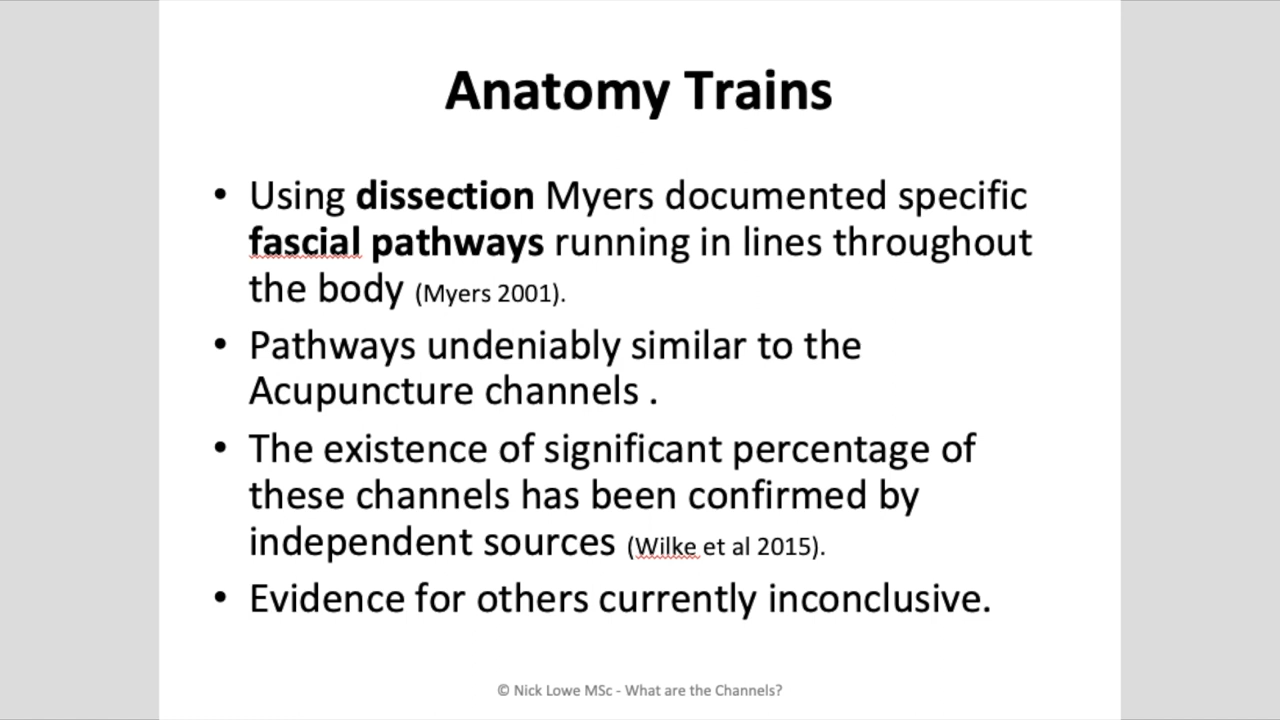 Anatomy Trains
• Using dissection Myers documented specific
fascial pathways running in lines throughout
the body (Myers 2001).
• Pathways undeniably similar to the
Acupuncture channels .
• The existence of significant percentage of
these channels has been confirmed by
independent sources (Wilke et al 2015).
• Evidence for others currently inconclusive.
© Nick Lowe MSc - What are the Channels?